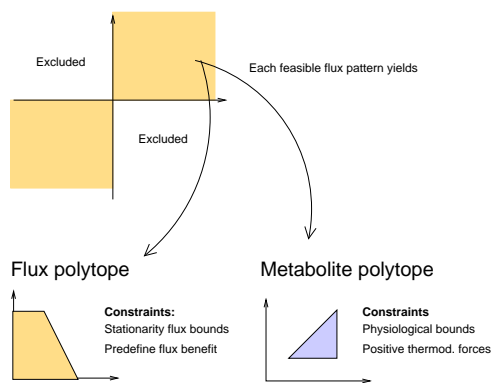 Excluded
Each feasible flux pattern yields
Excluded
Flux polytope
Constraints:
Stationarity flux bounds
Predefine flux benefit
Metabolite polytope
Constraints
Physiological bounds
Positive thermod. forces